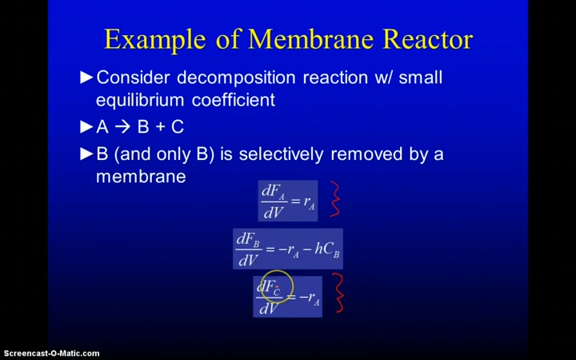 Example of Membrane Reactor
►Consider decomposition reaction w/ small
equilibrium coefficient
►A → B + C
►B (and only B) is selectively removed by a
membrane
dF_A/dV = r_A
dF_B/dV = -r_A - hC_B
dF_C/dV = -r_A
Screencast-O-Matic.com